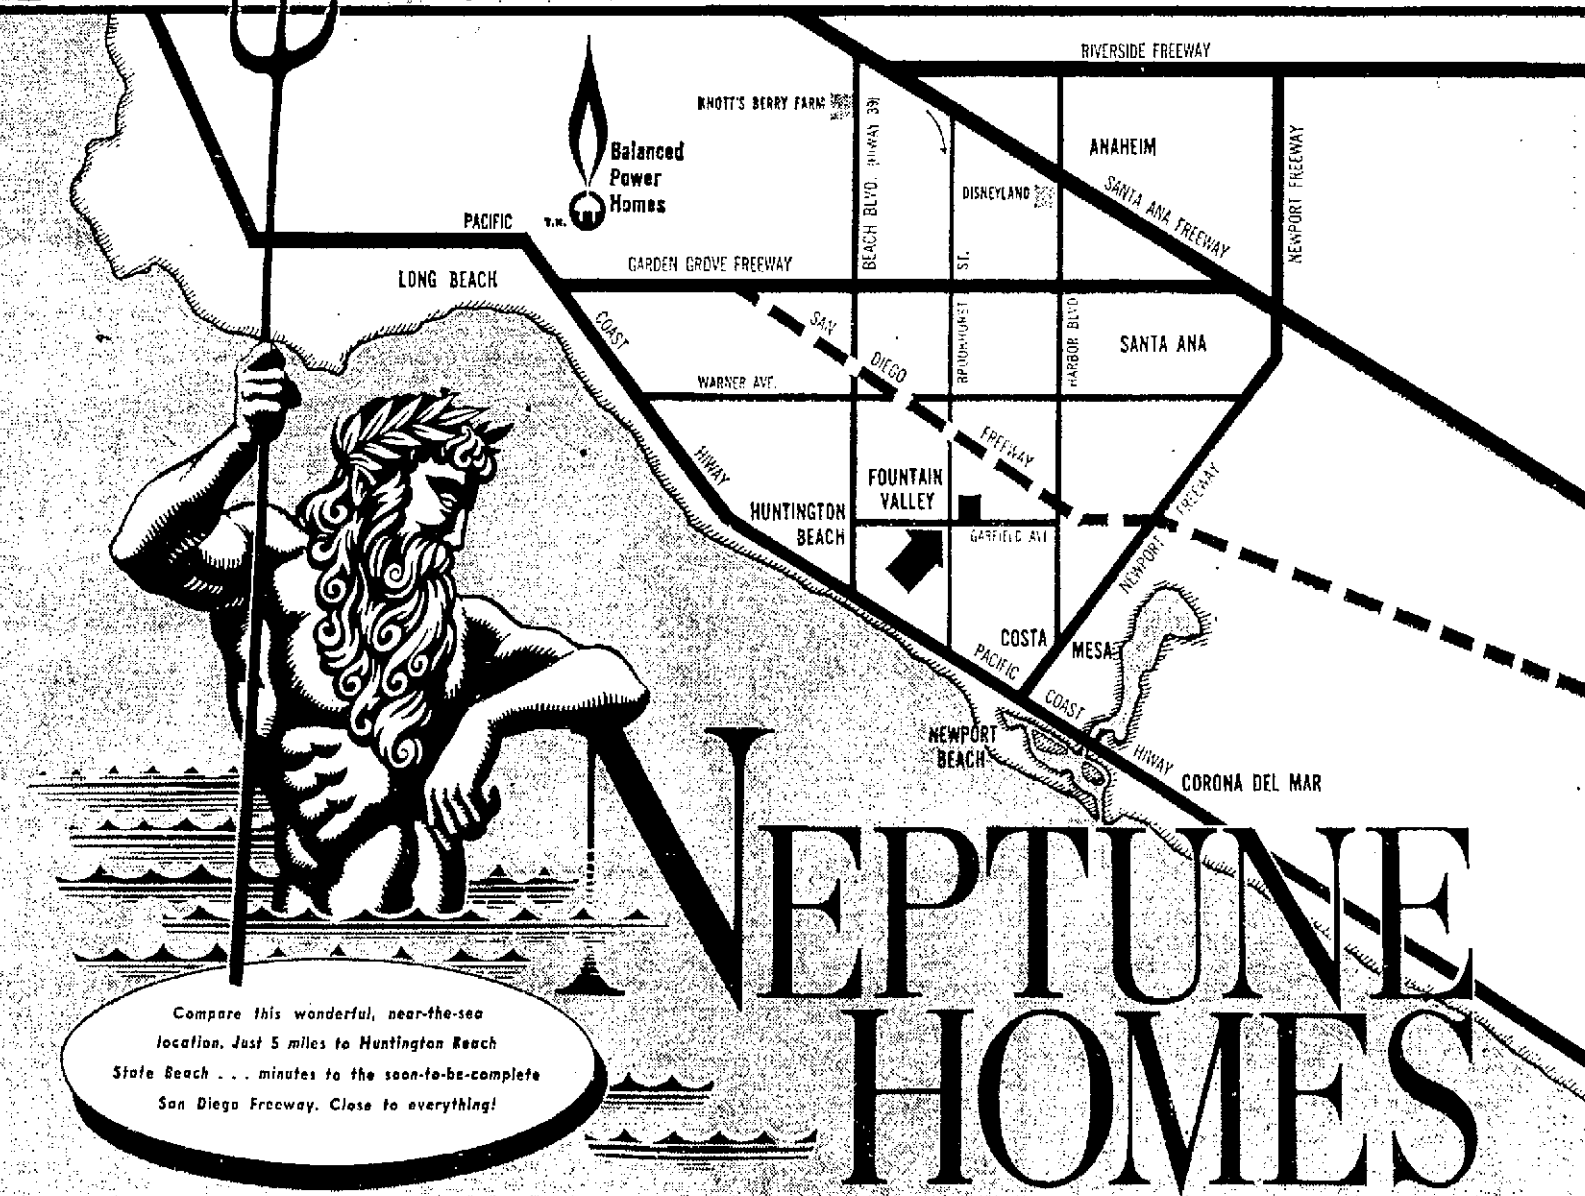 RIVERSIDE FREEWAY
KNOTT'S BERRY FARM
BEACH BLVD. (HIWAY 39)
ANAHEIM
NEWPORT FREEWAY
Balanced
Power
Homes
T.M.
DISNEYLAND
SANTA ANA FREEWAY
PACIFIC
LONG BEACH
GARDEN GROVE FREEWAY
ST.
BROOKHURST
HARBOR BLVD
COAST
SAN
DIEGO
SANTA ANA
WARNER AVE.
FREEWAY
HIWAY
FOUNTAIN
VALLEY
HUNTINGTON
BEACH
GARFIELD AVE
NEWPORT FREEWAY
COSTA
MESA
PACIFIC
COAST
HIWAY
NEWPORT
BEACH
CORONA DEL MAR
NEPTUNE
HOMES
Compare this wonderful, near-the-sea
location. Just 5 miles to Huntington Beach
State Beach . . . minutes to the soon-to-be-complete
San Diego Freeway. Close to everything!